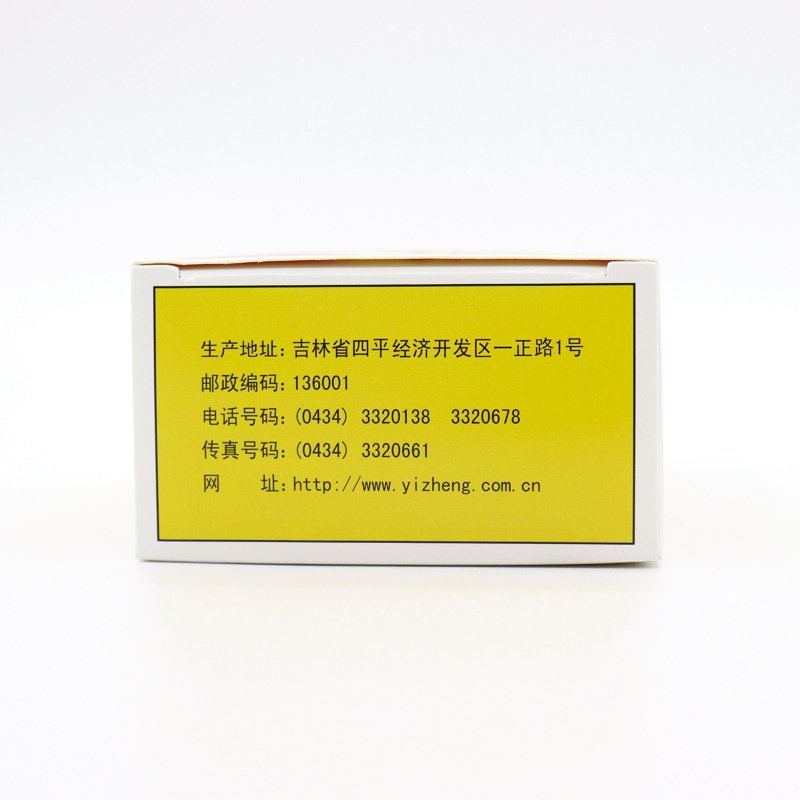 生产地址：吉林省四平经济开发区一正路1号
邮政编码：136001
电话号码：(0434) 3320138  3320678
传真号码：(0434) 3320661
网  址：http://www.yizheng.com.cn